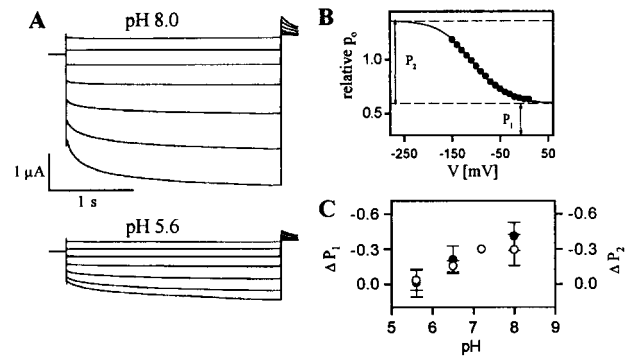 A
pH 8.0
1 μA
1 s
pH 5.6
B
relative p₀
1.0
0.5
P₂
P₁
-250
-150
-50
50
V [mV]
C
Δ P₁
-0.6
-0.3
0.0
-0.6
-0.3
0.0
Δ P₂
5
6
7
8
9
pH